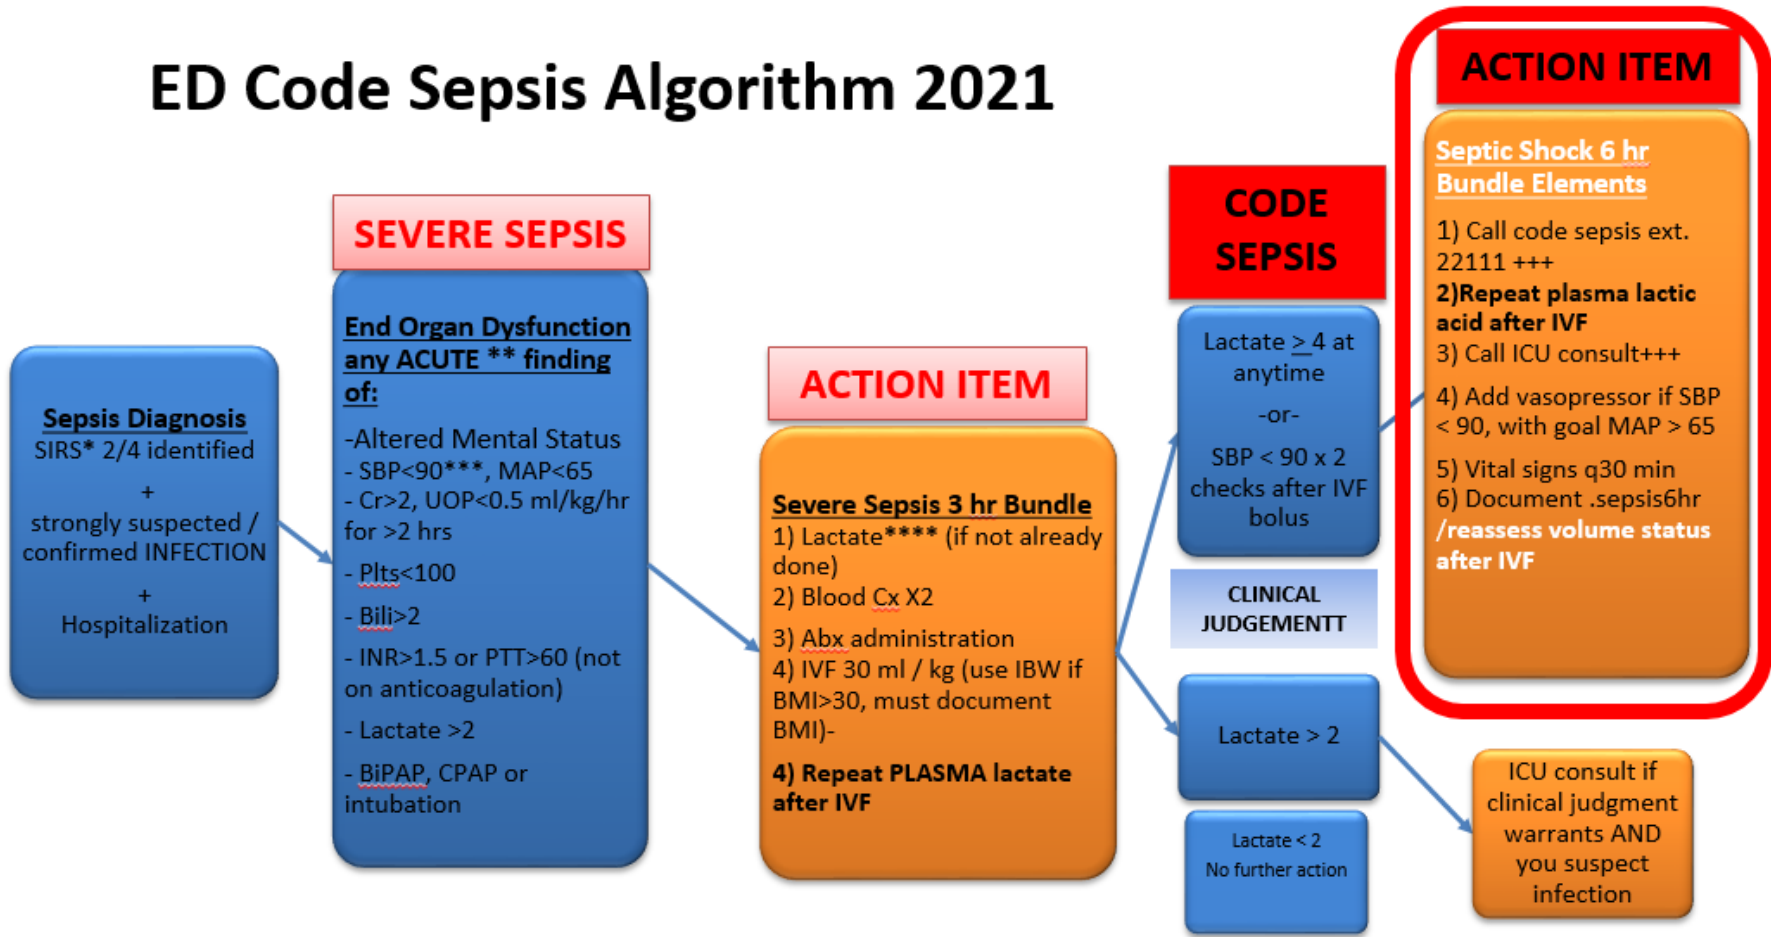 ED Code Sepsis Algorithm 2021
Sepsis Diagnosis
SIRS* 2/4 identified
+
strongly suspected /
confirmed INFECTION
+
Hospitalization
SEVERE SEPSIS
End Organ Dysfunction
any ACUTE ** finding
of:
-Altered Mental Status
- SBP<90***, MAP<65
- Cr>2, UOP<0.5 ml/kg/hr
for >2 hrs
- Plts<100
- Bili>2
- INR>1.5 or PTT>60 (not
on anticoagulation)
- Lactate >2
- BiPAP, CPAP or
intubation
ACTION ITEM
Severe Sepsis 3 hr Bundle
1) Lactate**** (if not already
done)
2) Blood Cx X2
3) Abx administration
4) IVF 30 ml / kg (use IBW if
BMI>30, must document
BMI)-
4) Repeat PLASMA lactate
after IVF
CODE
SEPSIS
Lactate ≥ 4 at
anytime
-or-
SBP < 90 x 2
checks after IVF
bolus
CLINICAL
JUDGEMENTT
Lactate > 2
Lactate < 2
No further action
ACTION ITEM
Septic Shock 6 hr
Bundle Elements
1) Call code sepsis ext.
22111 +++
2)Repeat plasma lactic
acid after IVF
3) Call ICU consult+++
4) Add vasopressor if SBP
< 90, with goal MAP > 65
5) Vital signs q30 min
6) Document .sepsis6hr
/reassess volume status
after IVF
ICU consult if
clinical judgment
warrants AND
you suspect
infection